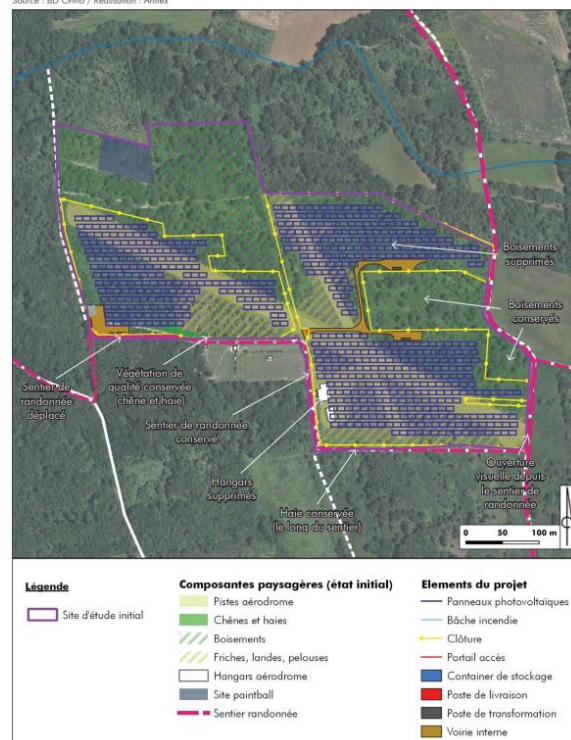 Source : BD Ortho / Réalisation : Artifex
Boisements
supprimés
Boisements
conservés
Sentier de
randonnée
déplacé
Végétation de
qualité conservée
(chêne et haie)
Sentier de randonnée
conservé
Hangars
supprimés
Haie conservée
(le long du sentier)
Ouverture
visuelle depuis
le sentier de
randonnée
N
0 50 100 m
Légende
Site d'étude initial
Composantes paysagères (état initial)
Pistes aérodrome
Chênes et haies
Boisements
Friches, landes, pelouses
Hangars aérodrome
Site paintball
Sentier randonnée
Elements du projet
Panneaux photovoltaïques
Bâche incendie
Clôture
Portail accès
Container de stockage
Poste de livraison
Poste de transformation
Voirie interne